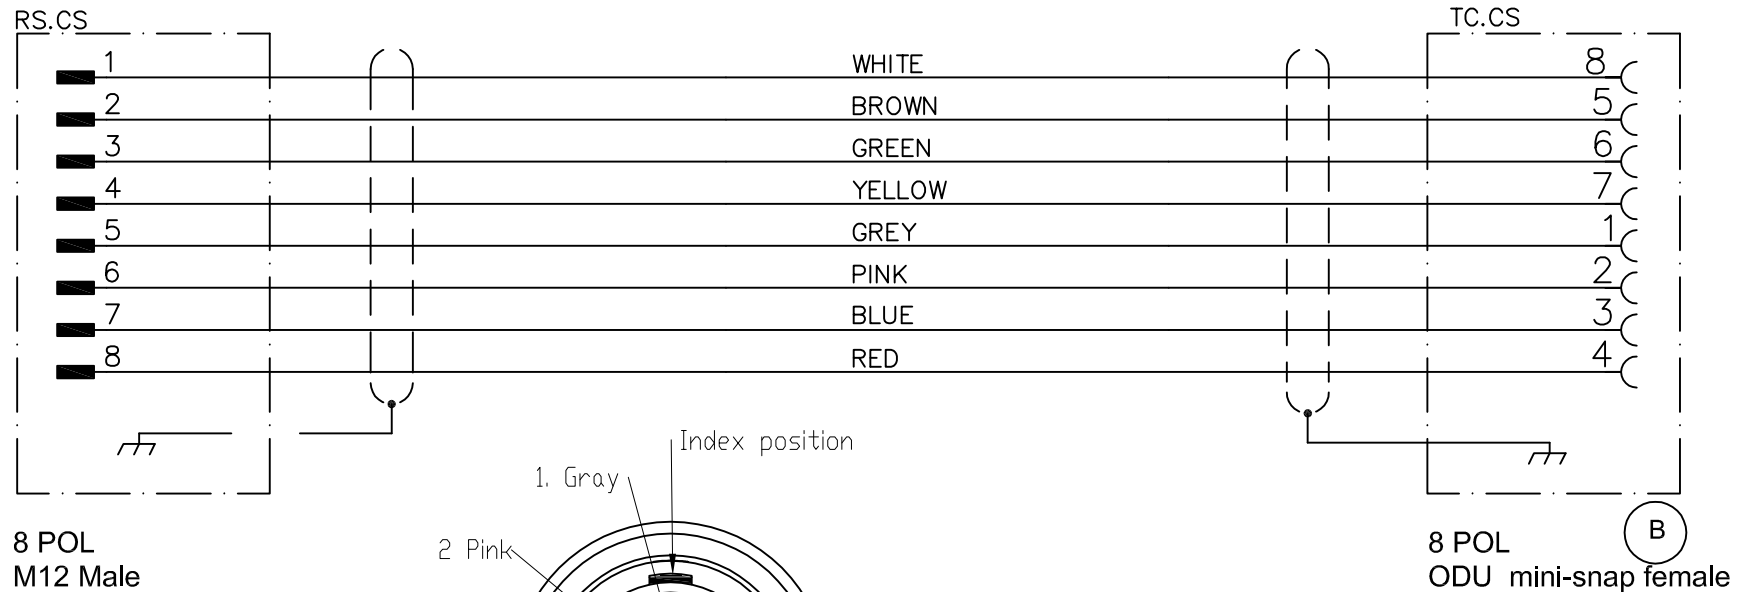 RS.CS
TC.CS
1 WHITE 8
2 BROWN 5
3 GREEN 6
4 YELLOW 7
5 GREY 1
6 PINK 2
7 BLUE 3
8 RED 4
Index position
1. Gray
2 Pink
8 POL
M12 Male
B
8 POL
ODU mini-snap female